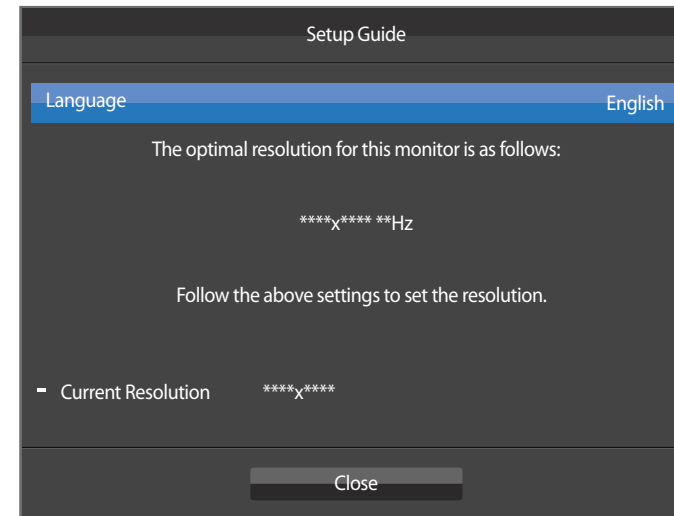 Setup Guide
Language English
The optimal resolution for this monitor is as follows:
****x**** **Hz
Follow the above settings to set the resolution.
Current Resolution ****x****
Close